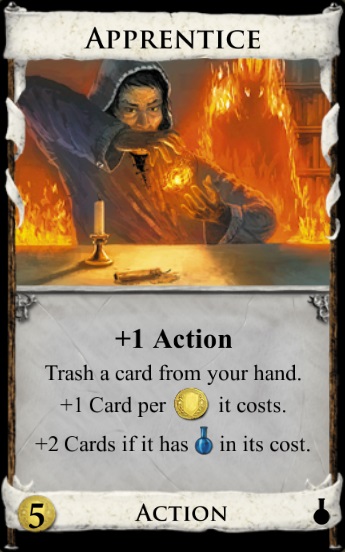 APPRENTICE
+1 Action
Trash a card from your hand.
+1 Card per it costs.
+2 Cards if it has in its cost.
5 ACTION